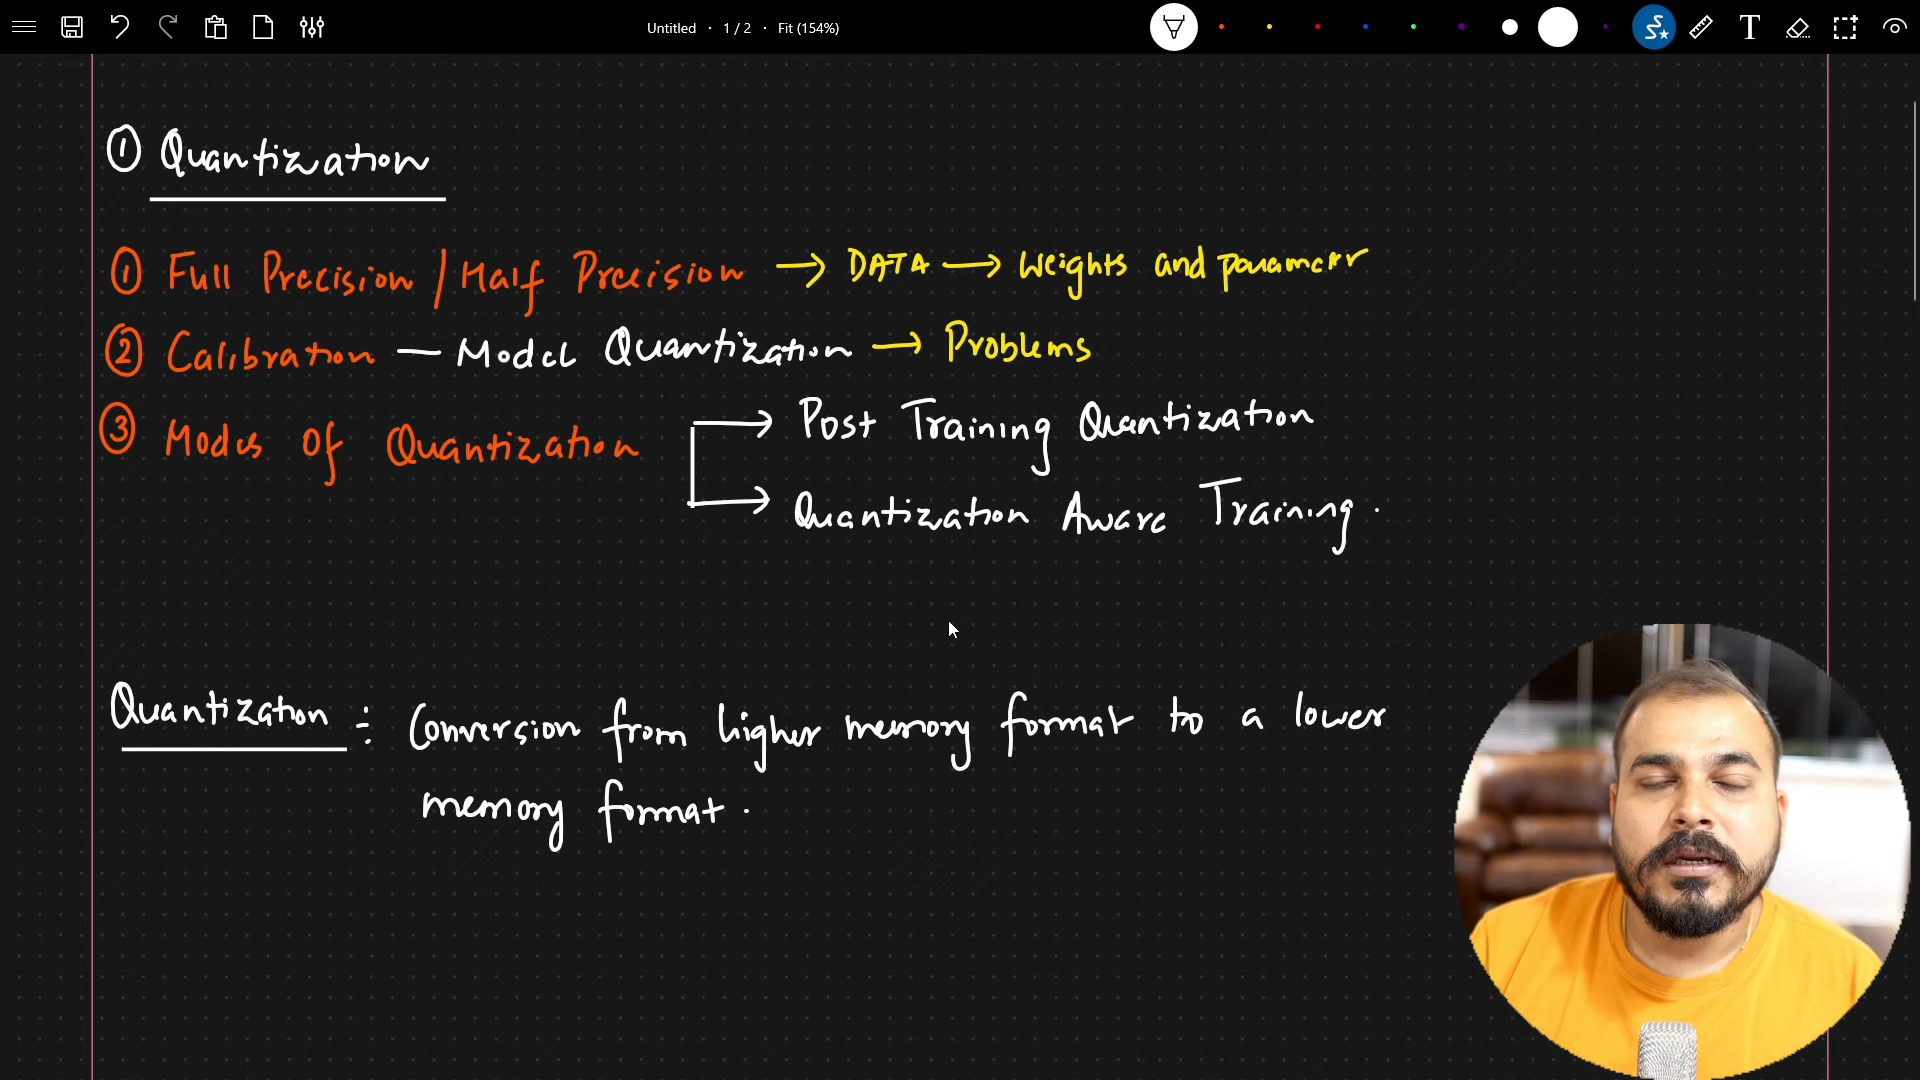 Untitled · 1 / 2 · Fit (154%)
① Quantization
① Full Precision / Half Precision → DATA → Weights and parameter
② Calibration — Model Quantization → Problems
③ Modes Of Quantization → Post Training Quantization
→ Quantization Aware Training.
Quantization ÷ Conversion from higher memory format to a lower
memory format.